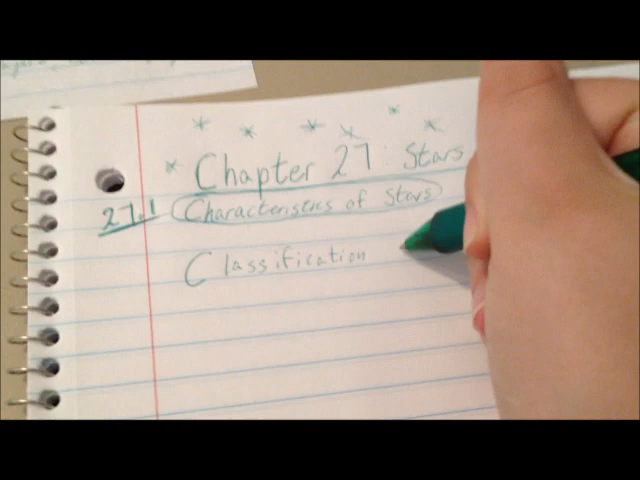 Chapter 27: Stars
27.1 Characteristics of Stars
Classification